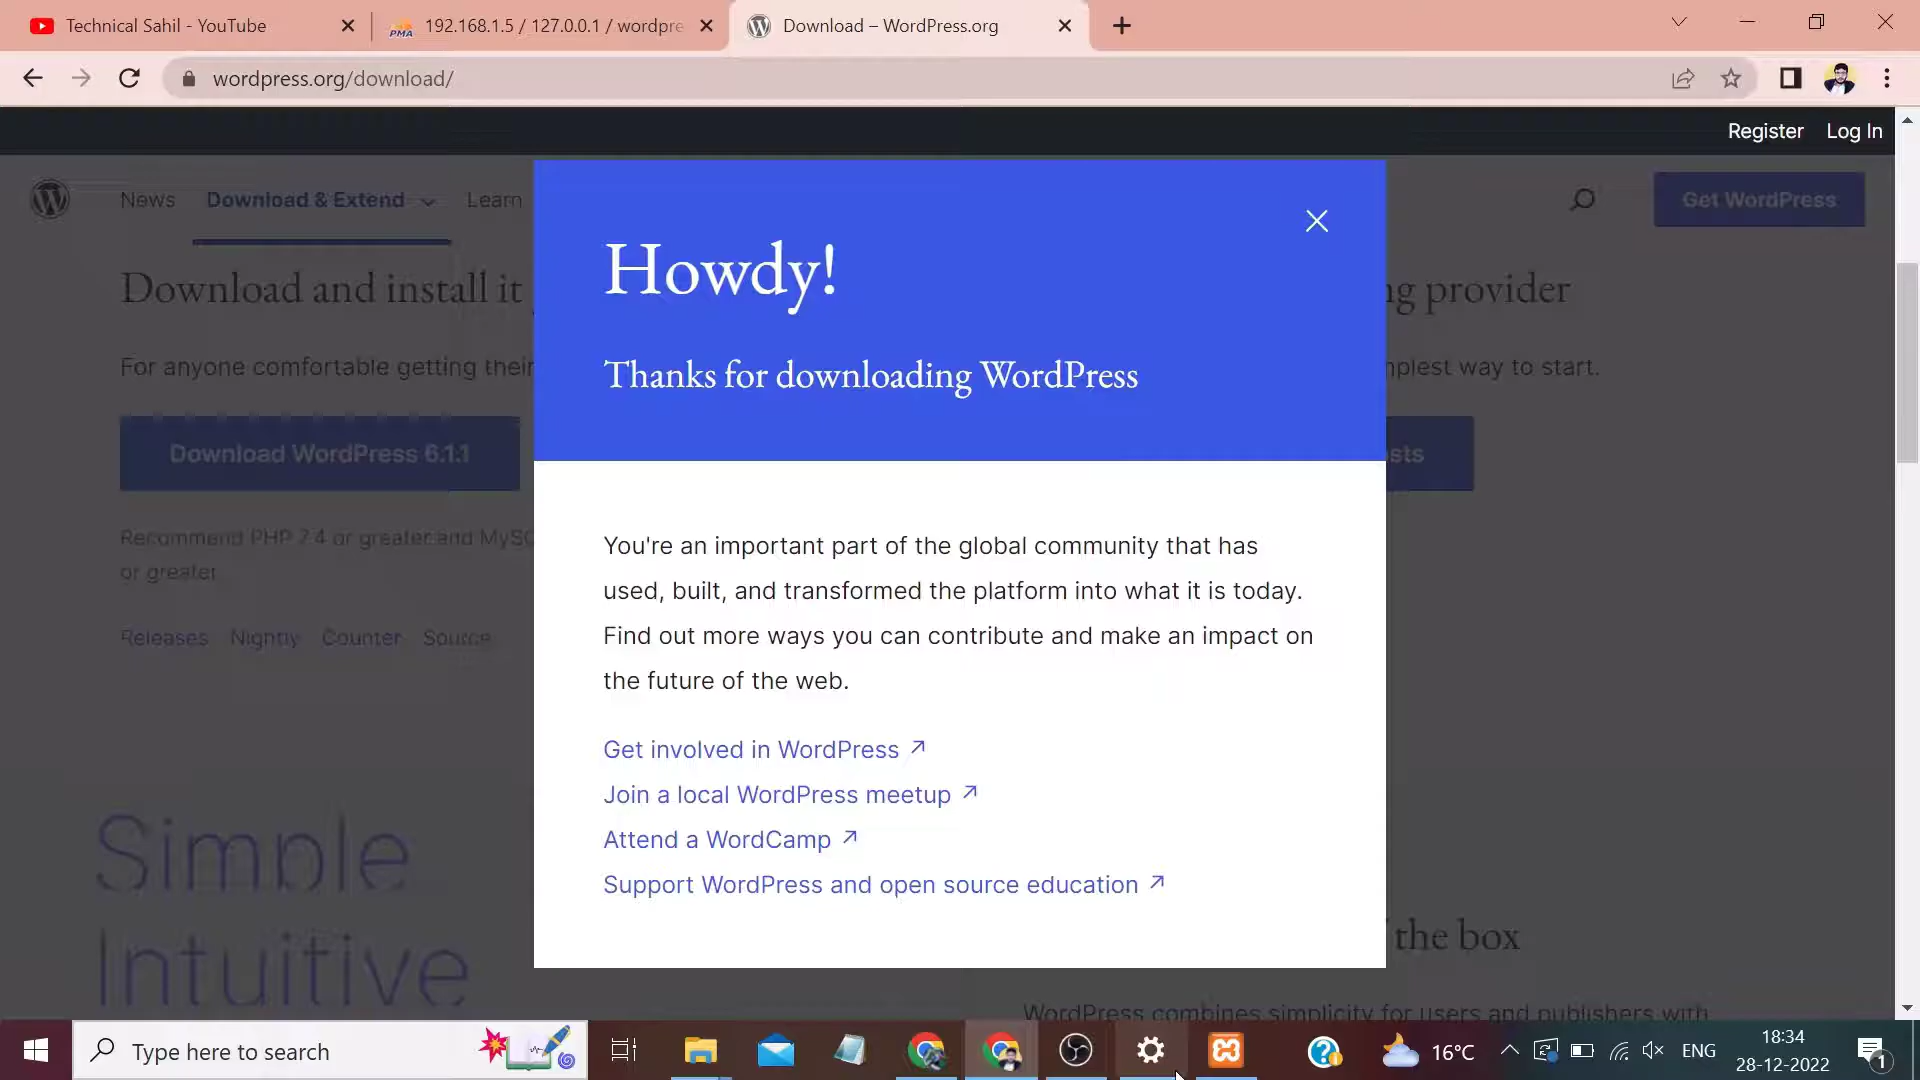 Technical Sahil - YouTube
PMA
192.168.1.5 / 127.0.0.1 / wordpre
Download – WordPress.org
wordpress.org/download/
Register Log In
News Download & Extend Learn
Get WordPress
Howdy!
Thanks for downloading WordPress
Download and install it
ng provider
For anyone comfortable getting their
mplest way to start.
Download WordPress 6.1.1
osts
Recommend PHP 7.4 or greater and MySQ
or greater
Releases Nightly Counter Source
You're an important part of the global community that has
used, built, and transformed the platform into what it is today.
Find out more ways you can contribute and make an impact on
the future of the web.
Get involved in WordPress ↗
Join a local WordPress meetup ↗
Attend a WordCamp ↗
Support WordPress and open source education ↗
Simple
Intuitive
the box
WordPress combines simplicity for users and publishers with
Type here to search
16°C
ENG
18:34
28-12-2022
1